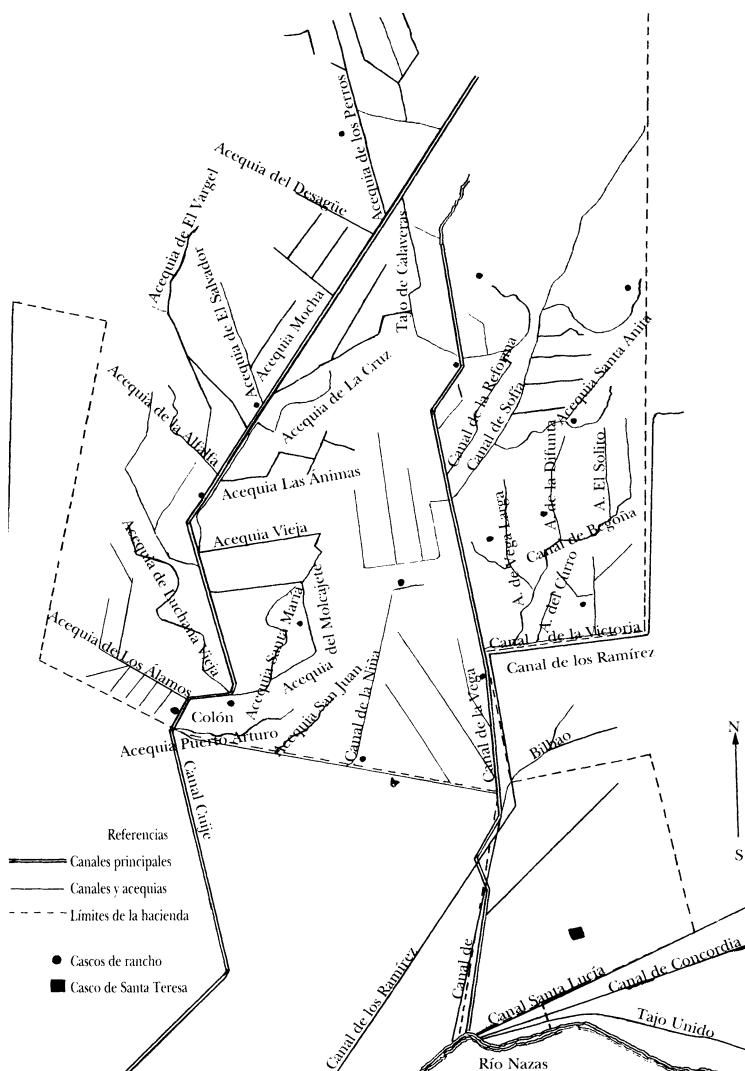 Acequia de los Perros
Acequia del Desagüe
Acequia de El Vargel
Acequia de El Salvador
Acequia Mocha
Tajo de Calaveras
Acequia de La Cruz
Acequia de la Alfalfa
Canal de la Reforma
Canal de Sofía
Acequia Santa Anita
Acequia Las Ánimas
A. de la Difunta
A. El Solito
A. de Vega Larga
Canal de Begoña
A. del Curro
Acequia Vieja
Acequia de Buchana Vieja
Acequia Santa María
Acequia del Molcajete
Acequia de Los Álamos
Colón
Acequia San Juan
Canal de la Niña
Canal de la Vega
Canal de la Victoria
Canal de los Ramírez
Acequia Puerto Arturo
Canal Cuije
Bilbao
N
S
Referencias
Canales principales
Canales y acequias
Límites de la hacienda
Cascos de rancho
Casco de Santa Teresa
Canal de los Ramírez
Canal de
Canal Santa Lucía
Canal de Concordia
Tajo Unido
Río Nazas